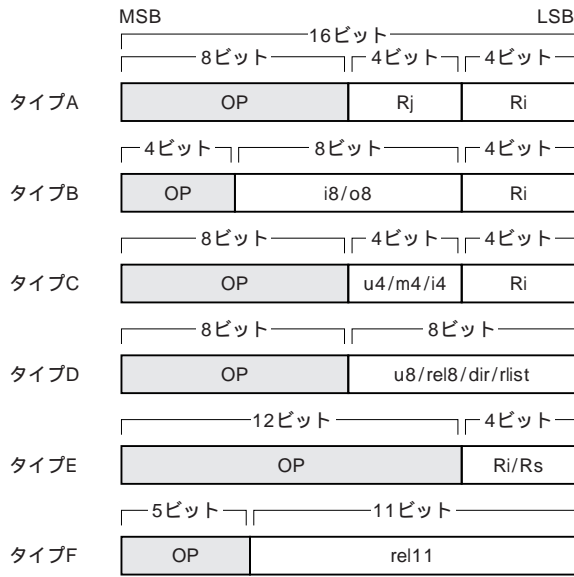 MSB LSB
16ビット
8ビット 4ビット 4ビット
タイプA OP Rj Ri
4ビット 8ビット 4ビット
タイプB OP i8/o8 Ri
8ビット 4ビット 4ビット
タイプC OP u4/m4/i4 Ri
8ビット 8ビット
タイプD OP u8/rel8/dir/rlist
12ビット 4ビット
タイプE OP Ri/Rs
5ビット 11ビット
タイプF OP rel11